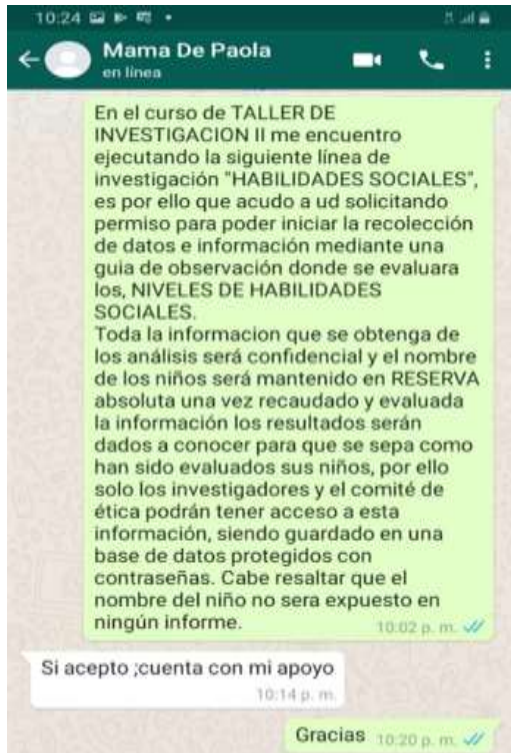 10:24
Mama De Paola
en línea
En el curso de TALLER DE
INVESTIGACION II me encuentro
ejecutando la siguiente línea de
investigación "HABILIDADES SOCIALES",
es por ello que acudo a ud solicitando
permiso para poder iniciar la recolección
de datos e información mediante una
guia de observación donde se evaluara
los, NIVELES DE HABILIDADES
SOCIALES.
Toda la informacion que se obtenga de
los análisis será confidencial y el nombre
de los niños será mantenido en RESERVA
absoluta una vez recaudado y evaluada
la información los resultados serán
dados a conocer para que se sepa como
han sido evaluados sus niños, por ello
solo los investigadores y el comité de
ética podrán tener acceso a esta
información, siendo guardado en una
base de datos protegidos con
contraseñas. Cabe resaltar que el
nombre del niño no sera expuesto en
ningún informe.
10:02 p. m.
Si acepto ;cuenta con mi apoyo
10:14 p. m.
Gracias 10:20 p. m.